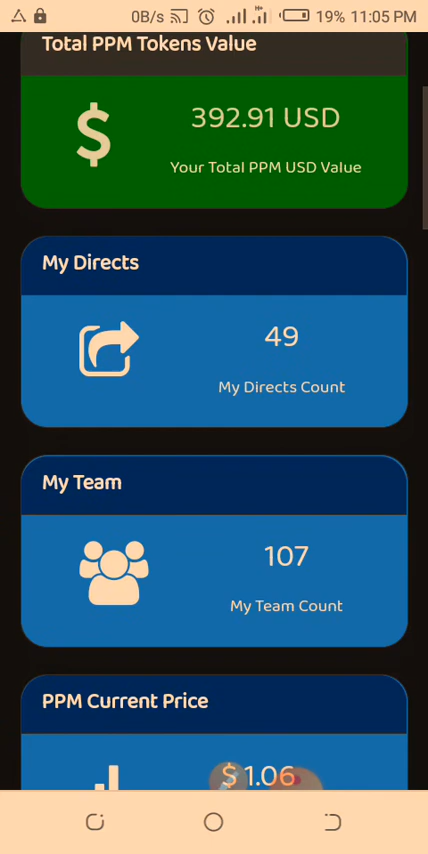 0B/s 19% 11:05 PM
Total PPM Tokens Value
392.91 USD
Your Total PPM USD Value
My Directs
49
My Directs Count
My Team
107
My Team Count
PPM Current Price
$ 1.06